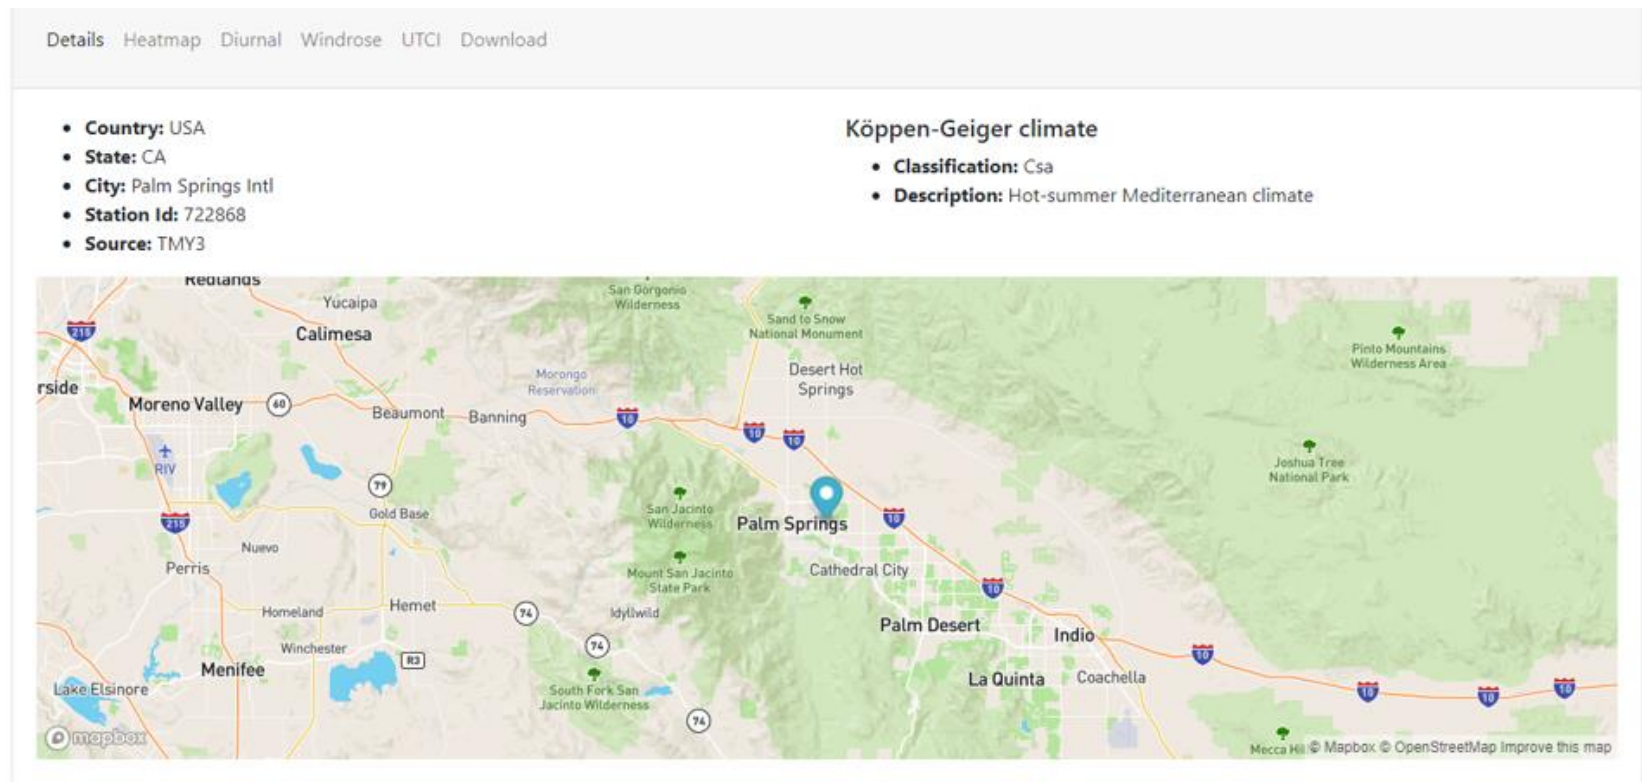 Details Heatmap Diurnal Windrose UTCI Download
Country: USA
State: CA
City: Palm Springs Intl
Station Id: 722868
Source: TMY3
Köppen-Geiger climate
Classification: Csa
Description: Hot-summer Mediterranean climate
Redlands
Yucaipa
Calimesa
215
San Gorgonio
Wilderness
Sand to Snow
National Monument
Pinto Mountains
Wilderness Area
Morongo
Reservation
Desert Hot
Springs
rside
Moreno Valley
60
Beaumont
Banning
10
10
10
RIV
79
Gold Base
215
San Jacinto
Wilderness
Palm Springs
10
Joshua Tree
National Park
Nuevo
Perris
Mount San Jacinto
State Park
Cathedral City
10
Homeland
Hemet
74
Idyllwild
Palm Desert
Indio
Winchester
R3
74
10
Menifee
Lake Elsinore
South Fork San
Jacinto Wilderness
La Quinta
Coachella
10
10
10
74
mapbox
Mecca Hil
© Mapbox © OpenStreetMap Improve this map